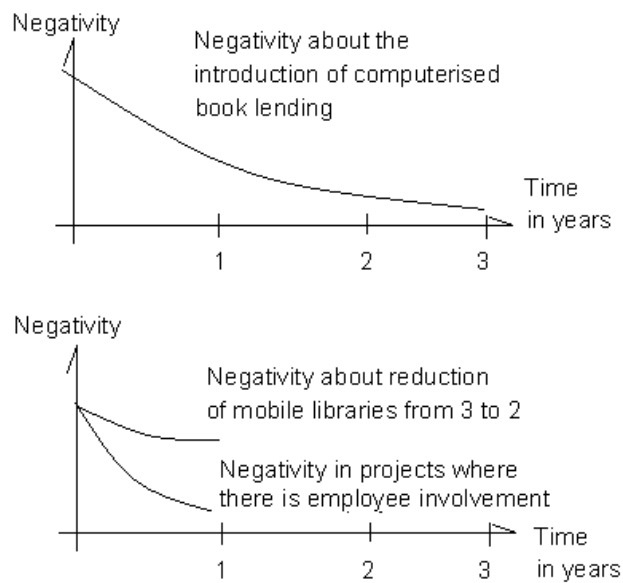 Negativity
Negativity about the
introduction of computerised
book lending
Time
in years
1
2
3
Negativity
Negativity about reduction
of mobile libraries from 3 to 2
Negativity in projects where
there is employee involvement
Time
in years
1
2
3